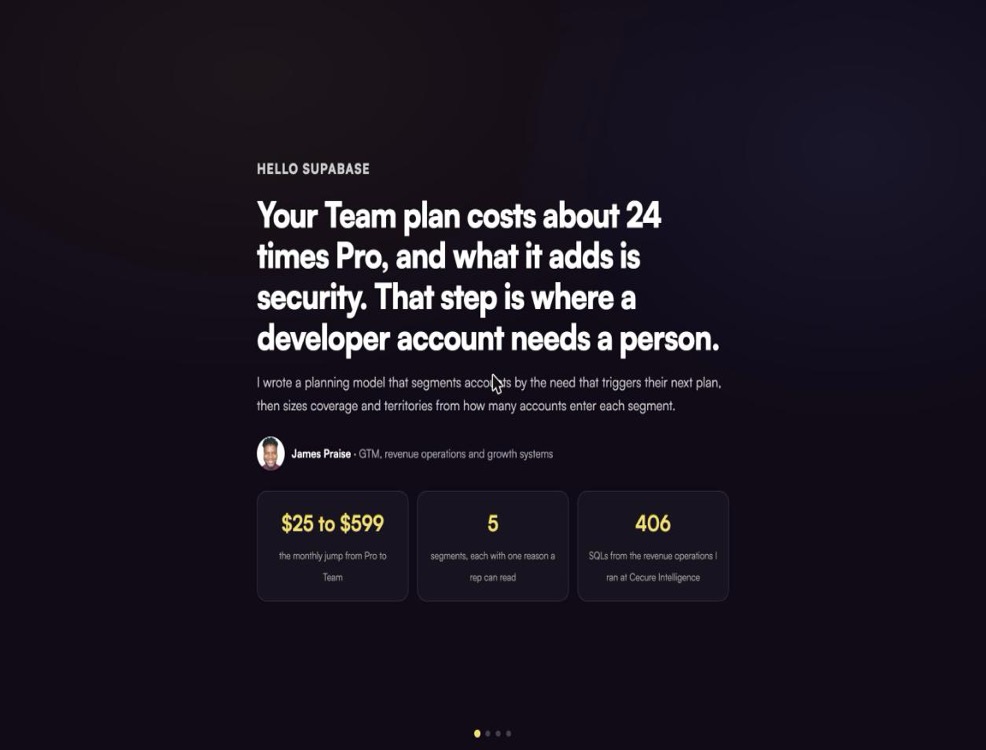 HELLO SUPABASE
Your Team plan costs about 24
times Pro, and what it adds is
security. That step is where a
developer account needs a person.
I wrote a planning model that segments accounts by the need that triggers their next plan,
then sizes coverage and territories from how many accounts enter each segment.
James Praise · GTM, revenue operations and growth systems
$25 to $599
the monthly jump from Pro to
Team
5
segments, each with one reason a
rep can read
406
SQLs from the revenue operations I
ran at Cecure Intelligence